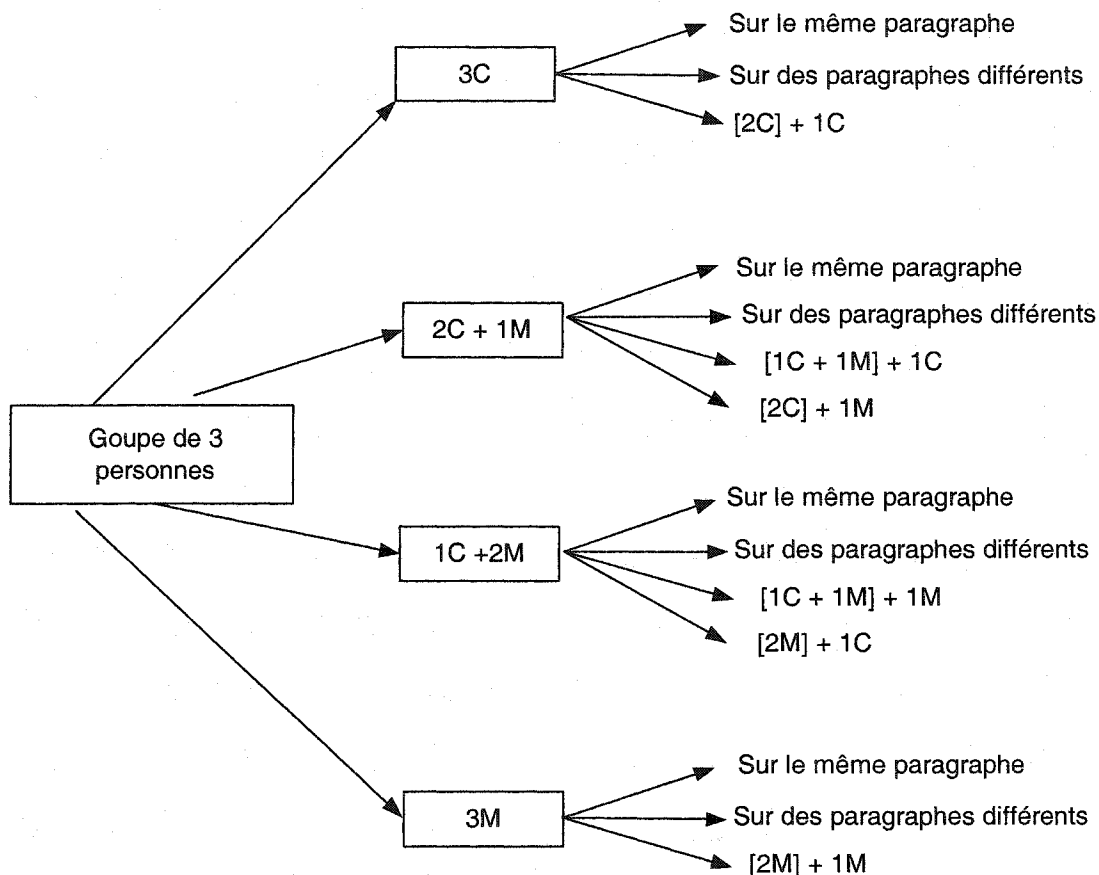 Sur le même paragraphe
3C
Sur des paragraphes différents
[2C] + 1C
Sur le même paragraphe
2C + 1M
Sur des paragraphes différents
[1C + 1M] + 1C
[2C] + 1M
Goupe de 3
personnes
Sur le même paragraphe
1C +2M
Sur des paragraphes différents
[1C + 1M] + 1M
[2M] + 1C
Sur le même paragraphe
3M
Sur des paragraphes différents
[2M] + 1M